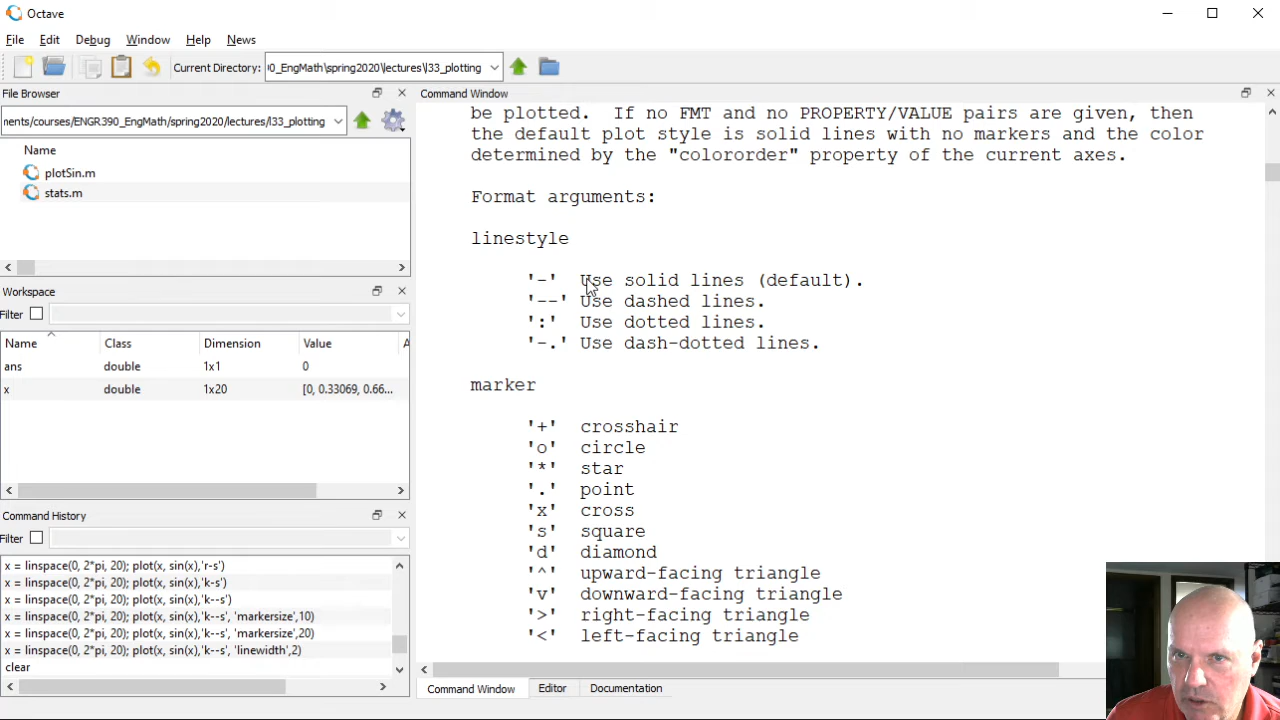 Octave
File Edit Debug Window Help News
Current Directory: )0_EngMath\spring2020\lectures\l33_plotting
File Browser
nents/courses/ENGR390_EngMath/spring2020/lectures/l33_plotting
Name
plotSin.m
stats.m
Workspace
Filter
Name Class Dimension Value A
ans double 1x1 0
x double 1x20 [0, 0.33069, 0.66...
Command History
Filter
x = linspace(0, 2*pi, 20); plot(x, sin(x),'r-s')
x = linspace(0, 2*pi, 20); plot(x, sin(x),'k-s')
x = linspace(0, 2*pi, 20); plot(x, sin(x),'k--s')
x = linspace(0, 2*pi, 20); plot(x, sin(x),'k--s', 'markersize',10)
x = linspace(0, 2*pi, 20); plot(x, sin(x),'k--s', 'markersize',20)
x = linspace(0, 2*pi, 20); plot(x, sin(x),'k--s', 'linewidth',2)
clear
Command Window
be plotted.  If no FMT and no PROPERTY/VALUE pairs are given, then
the default plot style is solid lines with no markers and the color
determined by the "colororder" property of the current axes.
Format arguments:
linestyle
'-' Use solid lines (default).
'--' Use dashed lines.
':' Use dotted lines.
'-.' Use dash-dotted lines.
marker
'+' crosshair
'o' circle
'*' star
'.' point
'x' cross
's' square
'd' diamond
'^' upward-facing triangle
'v' downward-facing triangle
'>' right-facing triangle
'<' left-facing triangle
Command Window Editor Documentation